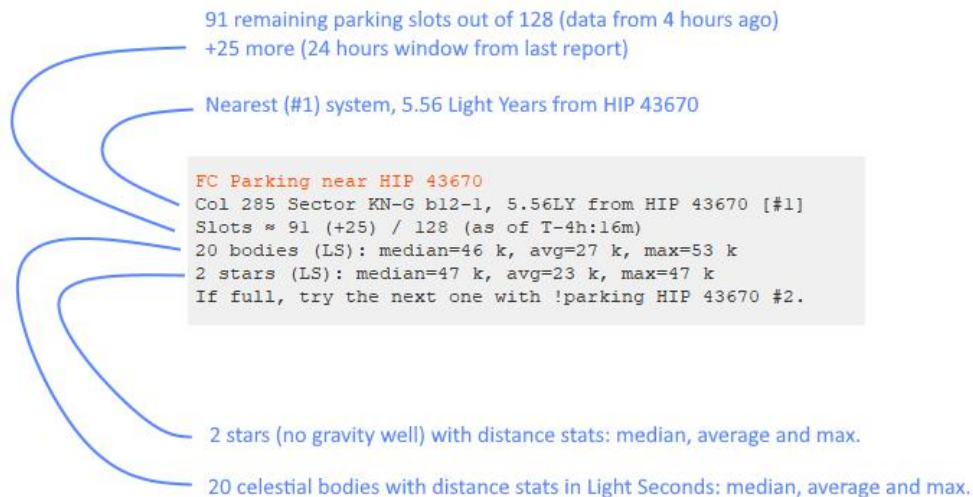 91 remaining parking slots out of 128 (data from 4 hours ago)
+25 more (24 hours window from last report)
Nearest (#1) system, 5.56 Light Years from HIP 43670
FC Parking near HIP 43670
Col 285 Sector KN-G b12-1, 5.56LY from HIP 43670 [#1]
Slots ≈ 91 (+25) / 128 (as of T-4h:16m)
20 bodies (LS): median=46 k, avg=27 k, max=53 k
2 stars (LS): median=47 k, avg=23 k, max=47 k
If full, try the next one with !parking HIP 43670 #2.
2 stars (no gravity well) with distance stats: median, average and max.
20 celestial bodies with distance stats in Light Seconds: median, average and max.